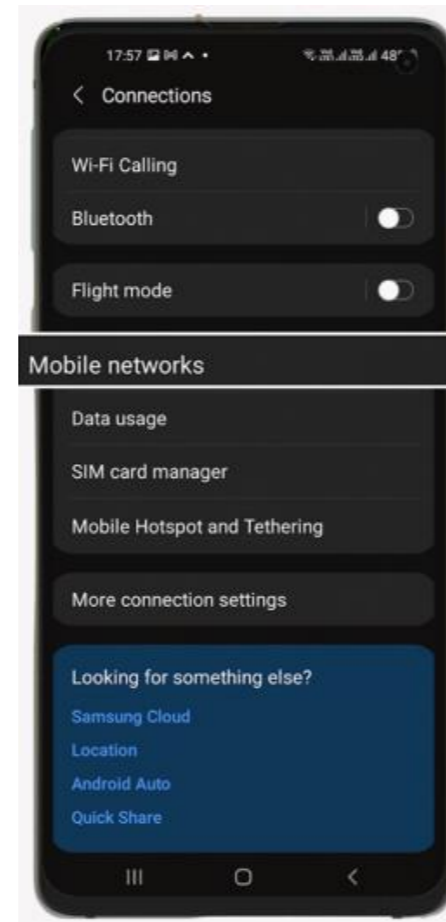 17:57
Connections
Wi-Fi Calling
Bluetooth
Flight mode
Mobile networks
Data usage
SIM card manager
Mobile Hotspot and Tethering
More connection settings
Looking for something else?
Samsung Cloud
Location
Android Auto
Quick Share